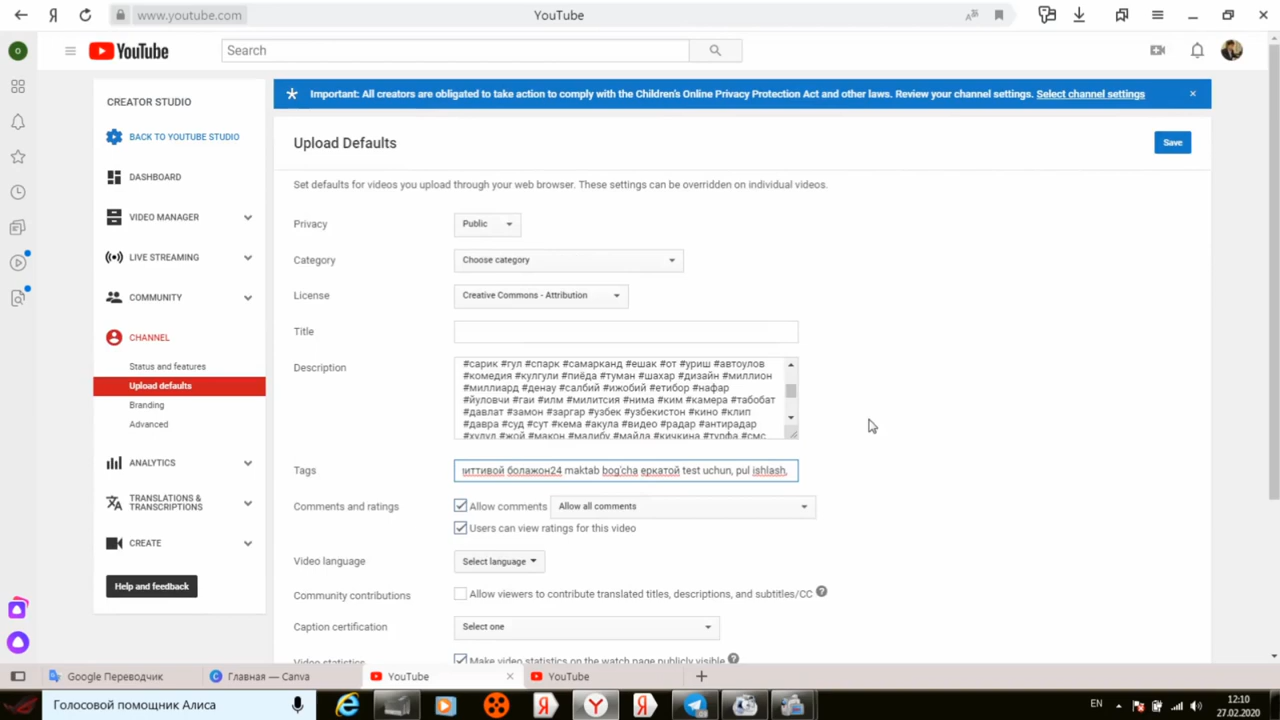 www.youtube.com
YouTube
YouTube
Search
CREATOR STUDIO
Important: All creators are obligated to take action to comply with the Children's Online Privacy Protection Act and other laws. Review your channel settings. Select channel settings
BACK TO YOUTUBE STUDIO
Upload Defaults
Save
DASHBOARD
Set defaults for videos you upload through your web browser. These settings can be overridden on individual videos.
VIDEO MANAGER
Privacy
Public
LIVE STREAMING
Category
Choose category
COMMUNITY
License
Creative Commons - Attribution
CHANNEL
Title
Status and features
Upload defaults
Branding
Advanced
Description
#сарик #гул #спарк #самарканд #ешак #от #уриш #автоулов
#комедия #кулгули #пиёда #туман #шахар #дизайн #миллион
#миллиард #денау #салбий #ижобий #етибор #нафар
#йуловчи #гаи #илм #милитсия #нима #ким #камера #табобат
#давлат #замон #заргар #узбек #узбекистон #кино #клип
#давра #суд #сут #кема #акула #видео #радар #антирадар
#худуд #жой #макон #малибу #майда #кичкина #турфа #смс
ANALYTICS
Tags
иттивой болажон24 maktab bog'cha еркатой test uchun, pul ishlash,
TRANSLATIONS &
TRANSCRIPTIONS
Comments and ratings
Allow comments
Allow all comments
Users can view ratings for this video
CREATE
Video language
Select language
Help and feedback
Community contributions
Allow viewers to contribute translated titles, descriptions, and subtitles/CC
Caption certification
Select one
Video statistics
Make video statistics on the watch page publicly visible
Google Переводчик
Главная — Canva
YouTube
YouTube
Голосовой помощник Алиса
EN
12:10
27.02.2020